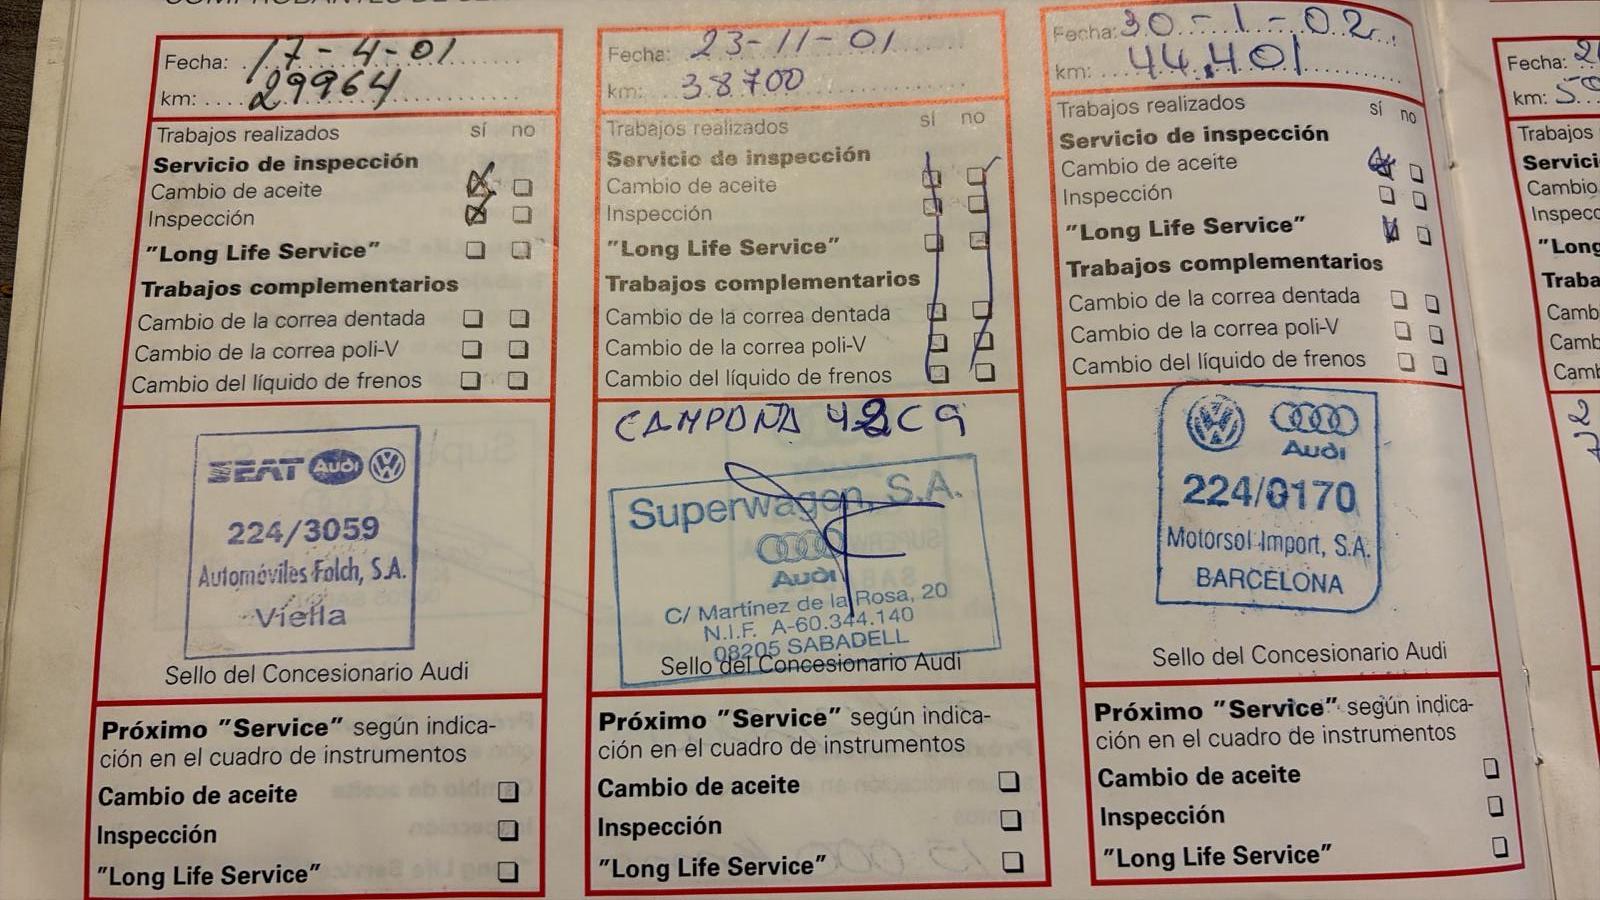 Fecha: 17-4-01
km: 29964
Trabajos realizados sí no
Servicio de inspección
Cambio de aceite
Inspección
"Long Life Service"
Trabajos complementarios
Cambio de la correa dentada
Cambio de la correa poli-V
Cambio del líquido de frenos
SEAT Audi
224/3059
Automóviles Folch, S.A.
Viella
Sello del Concesionario Audi
Próximo "Service" según indica-
ción en el cuadro de instrumentos
Cambio de aceite
Inspección
"Long Life Service"
Fecha: 23-11-01
km: 38700
Trabajos realizados sí no
Servicio de inspección
Cambio de aceite
Inspección
"Long Life Service"
Trabajos complementarios
Cambio de la correa dentada
Cambio de la correa poli-V
Cambio del líquido de frenos
CAMPAÑA
Superwagen, S.A.
Audi
C/ Martínez de la Rosa, 20
N.I.F. A-60.344.140
08205 SABADELL
Sello del Concesionario Audi
Próximo "Service" según indica-
ción en el cuadro de instrumentos
Cambio de aceite
Inspección
"Long Life Service"
Fecha: 30-1-02
km: 44.401
Trabajos realizados sí no
Servicio de inspección
Cambio de aceite
Inspección
"Long Life Service"
Trabajos complementarios
Cambio de la correa dentada
Cambio de la correa poli-V
Cambio del líquido de frenos
Audi
224/0170
Motorsol Import, S.A.
BARCELONA
Sello del Concesionario Audi
Próximo "Service" según indica-
ción en el cuadro de instrumentos
Cambio de aceite
Inspección
"Long Life Service"
Fecha:
km:
Trabajos
Cambio